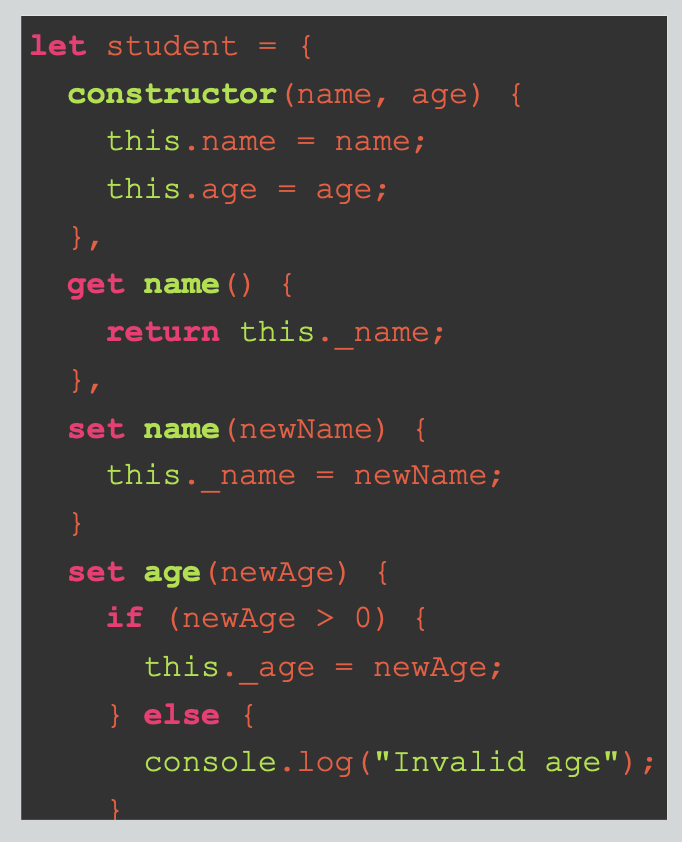 let student = {
  constructor(name, age) {
    this.name = name;
    this.age = age;
  },
  get name() {
    return this._name;
  },
  set name(newName) {
    this._name = newName;
  }
  set age(newAge) {
    if (newAge > 0) {
      this._age = newAge;
    } else {
      console.log("Invalid age");
    }